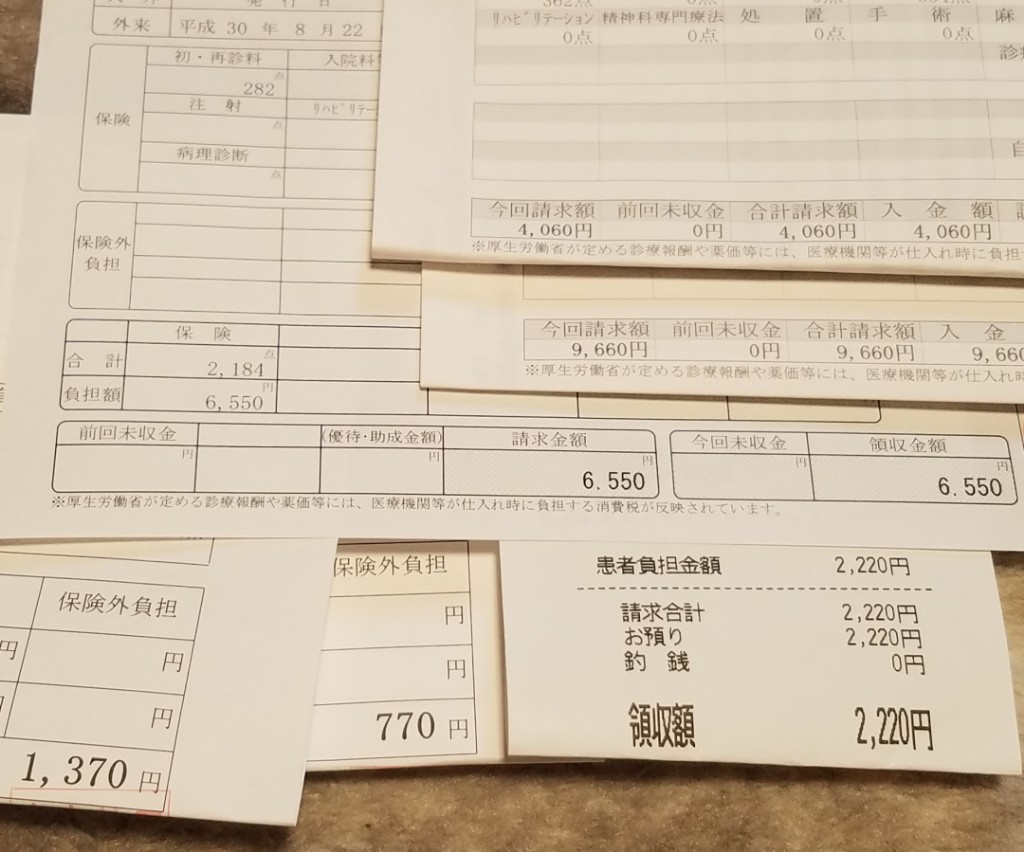 外来 平成 30 年 8 月 22
初・再診料
点
282
注 射 ﾘﾊﾋﾞﾘﾃｰ
点
病理診断
点
保険
保険外
負担
保 険
合 計 2,184 点
負担額 6,550 円
前回未収金 (優待・助成金額) 請求金額 今回未収金 領収金額
円 円 円 円 円
6.550 6.550
※厚生労働省が定める診療報酬や薬価等には、医療機関等が仕入れ時に負担する消費税が反映されています。
ﾘﾊﾋﾞﾘﾃｰｼｮﾝ 精神科専門療法 処 置 手 術 麻
0点 0点 0点 0点
今回請求額 前回未収金 合計請求額 入 金 額
4,060円 0円 4,060円 4,060円
※厚生労働省が定める診療報酬や薬価等には、医療機関等が仕入れ時に負担
今回請求額 前回未収金 合計請求額 入 金
9,660円 0円 9,660円 9,660
※厚生労働省が定める診療報酬や薬価等には、医療機関等が仕入れ時に負担
保険外負担
円 円
円
1,370 円
保険外負担
円
円
770 円
患者負担金額 2,220円
請求合計 2,220円
お預り 2,220円
釣 銭 0円
領収額 2,220円